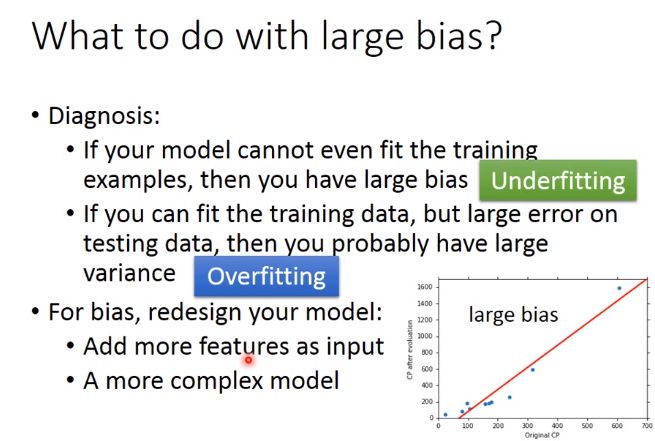 What to do with large bias?
• Diagnosis:
• If your model cannot even fit the training
examples, then you have large bias
Underfitting
• If you can fit the training data, but large error on
testing data, then you probably have large
variance
Overfitting
• For bias, redesign your model:
• Add more features as input
• A more complex model
large bias
CP after evoluation
1600
1400
1200
1000
800
600
400
200
0
0 100 200 300 400 500 600 700
Original CP